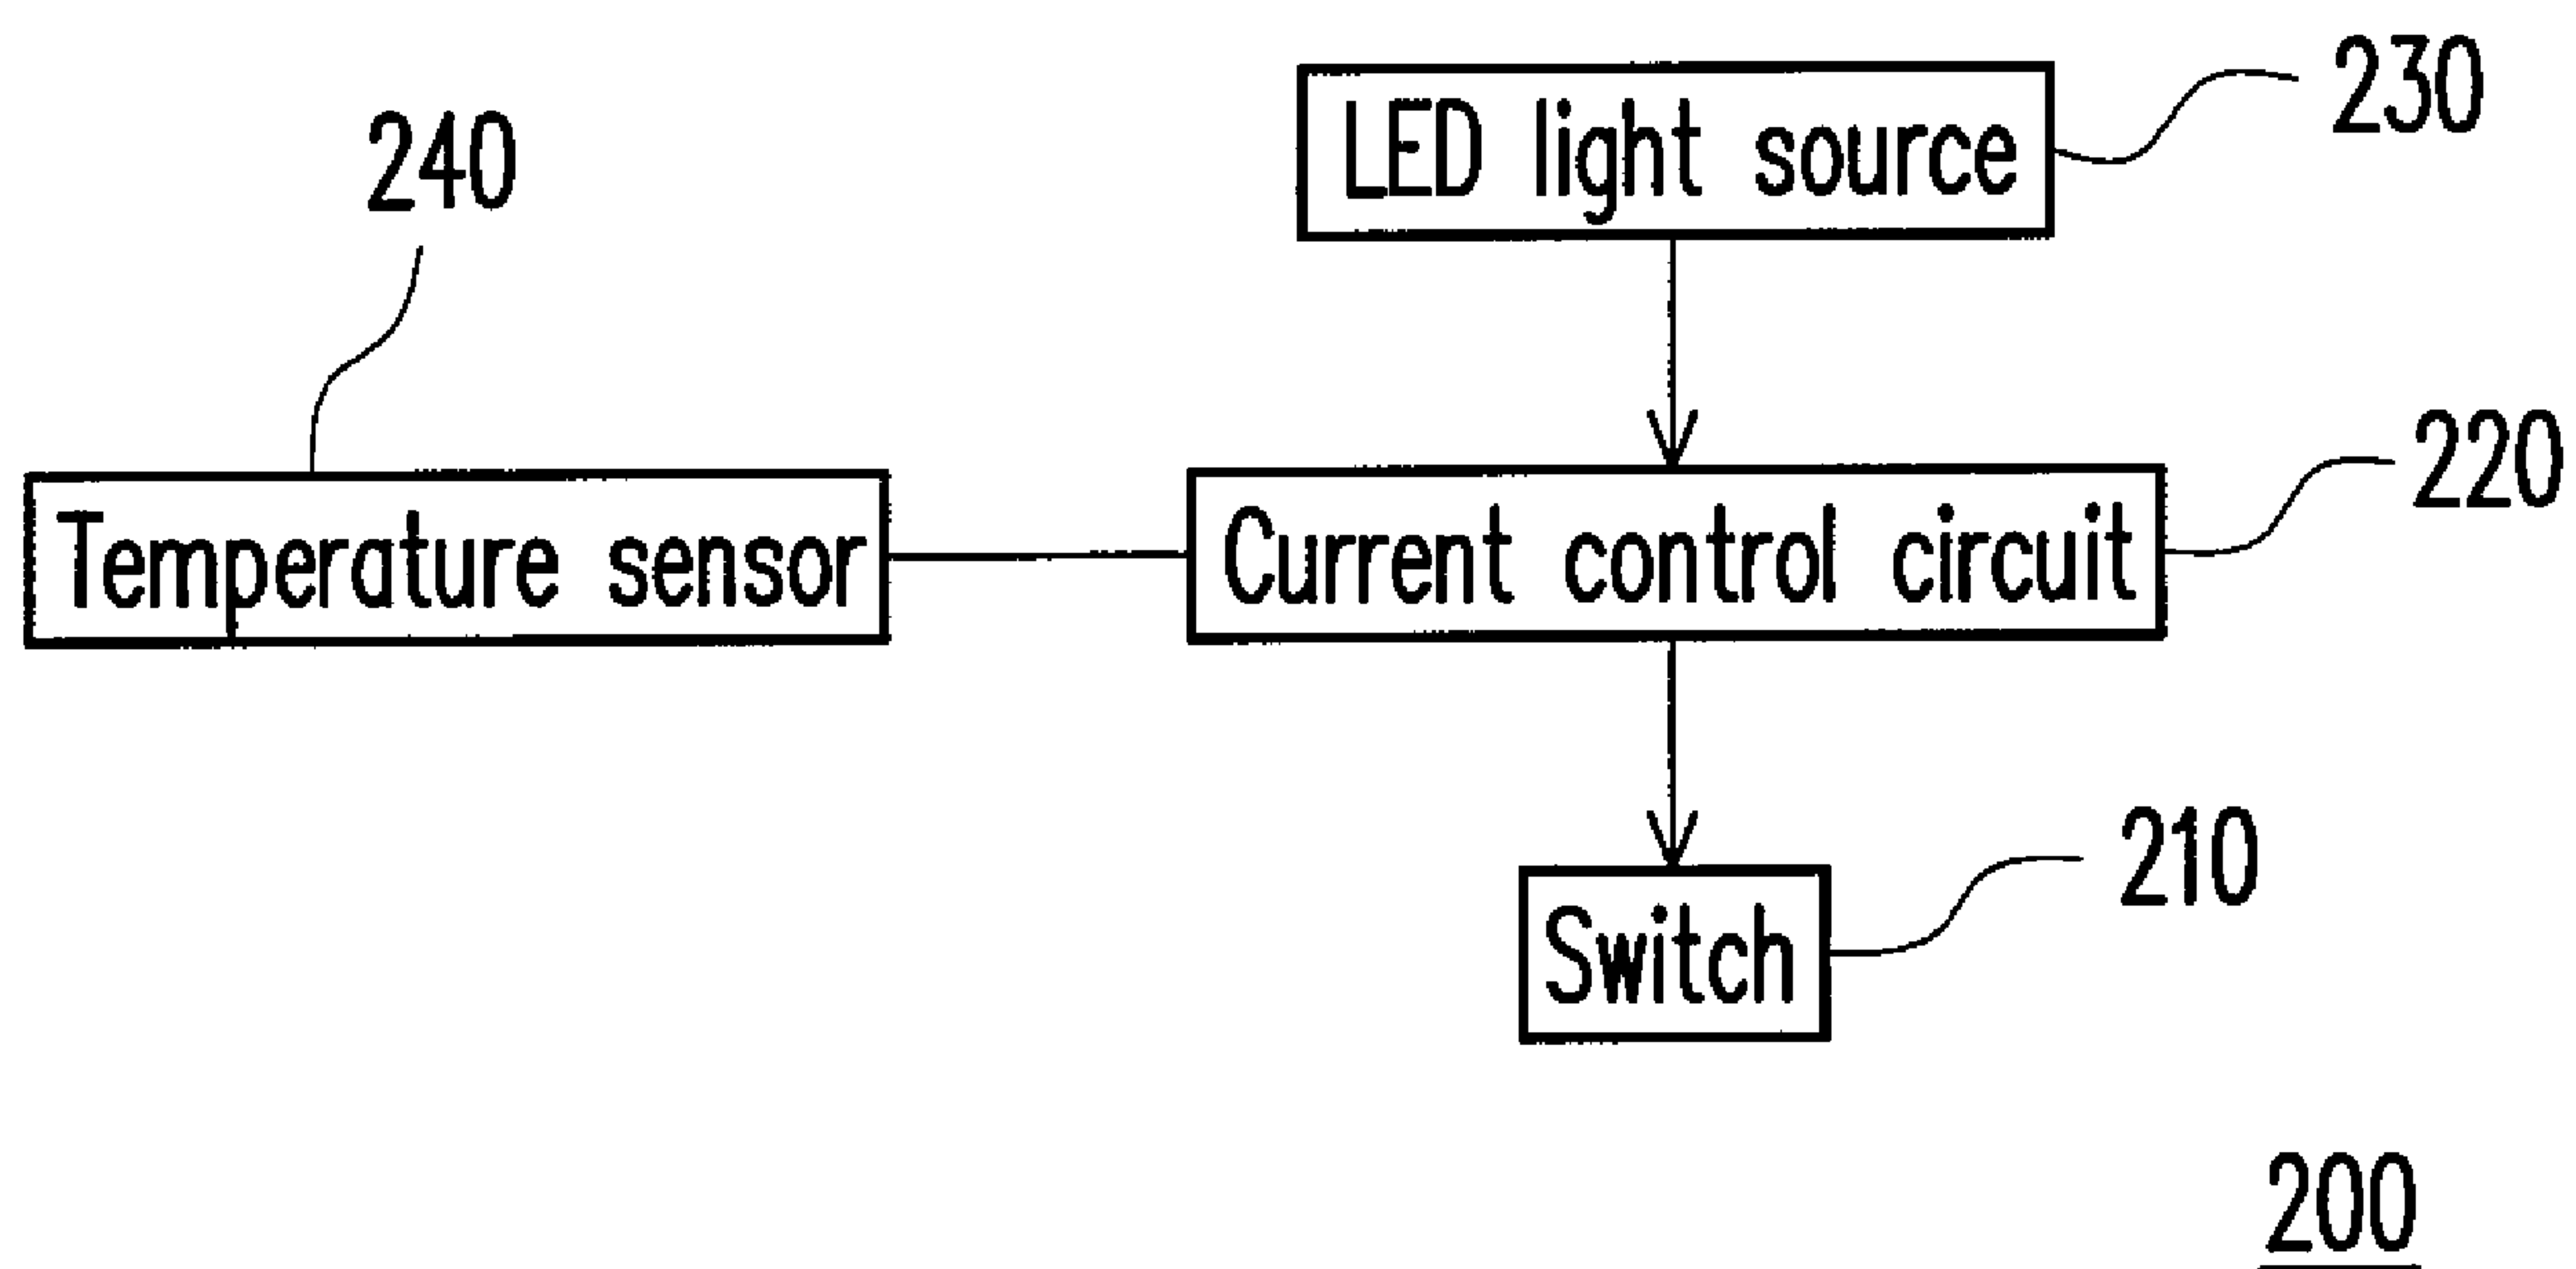 230
LED light source
240
220
Temperature sensor
Current control circuit
210
Switch
200